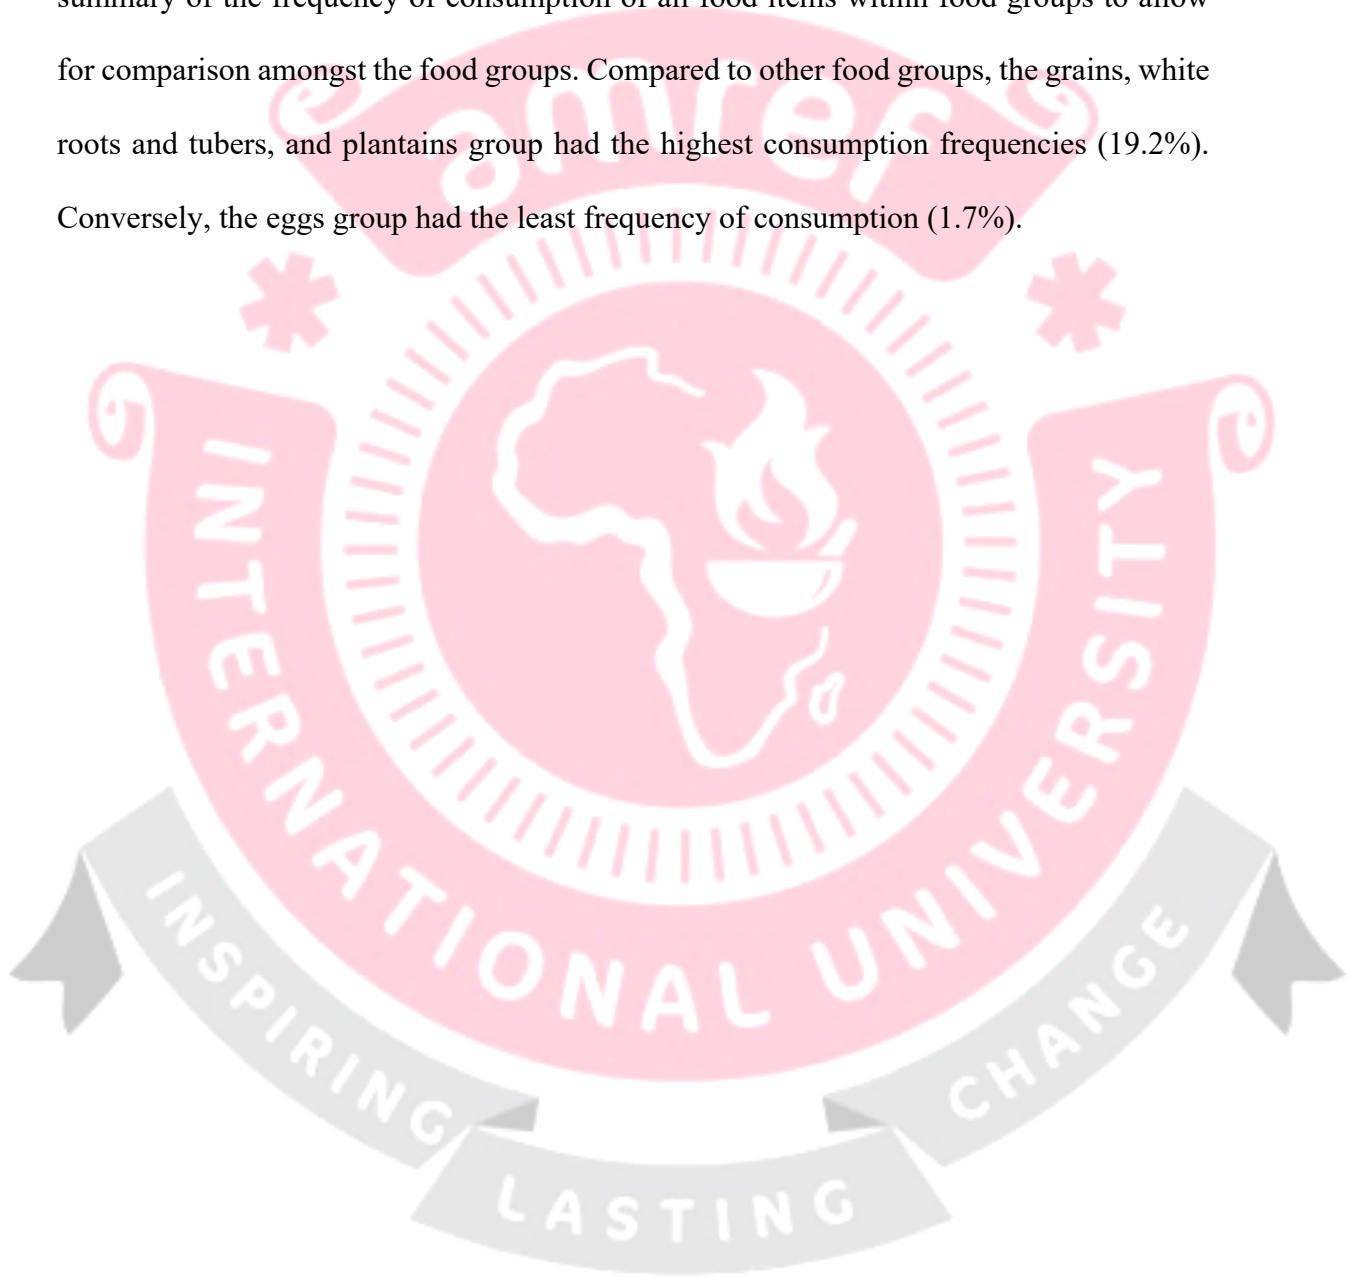 summary of the frequency of consumption of all food items within food groups to allow
for comparison amongst the food groups. Compared to other food groups, the grains, white
roots and tubers, and plantains group had the highest consumption frequencies (19.2%).
Conversely, the eggs group had the least frequency of consumption (1.7%).
amref
INTERNATIONAL UNIVERSITY
INSPIRING
LASTING
CHANGE